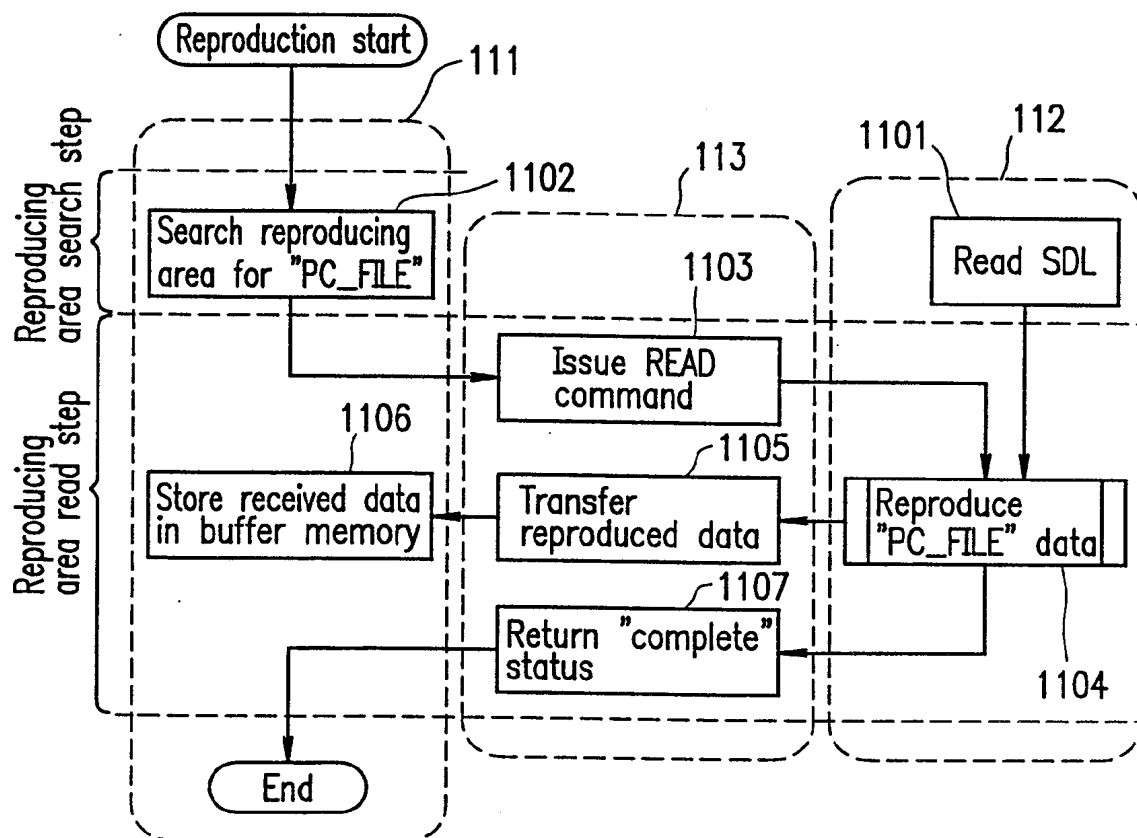 Reproduction start
111
112
1101
113
1102
Reproducing
area search step
Search reproducing
area for "PC_FILE"
Read SDL
1103
Issue READ
command
Reproducing
area read step
1106
1105
Store received data
in buffer memory
Transfer
reproduced data
Reproduce
"PC_FILE" data
1107
Return "complete"
status
1104
End